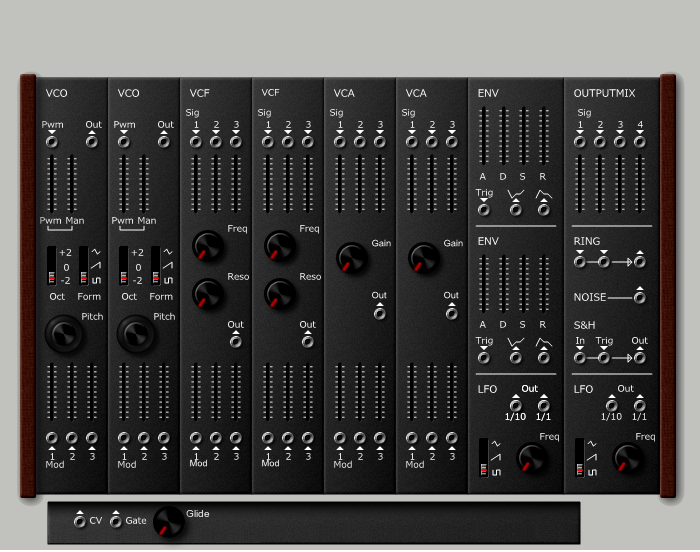 VCO VCO VCF VCF VCA VCA ENV OUTPUTMIX
Sig Sig Sig Sig Sig
Pwm Out Pwm Out 1 2 3 1 2 3 1 2 3 1 2 3 1 2 3 4
A D S R
Trig
Pwm Man Pwm Man
Freq Freq Gain Gain ENV RING
+2 +2
0 0
-2 -2
Reso Reso
Oct Form Oct Form
Out Out NOISE
Pitch Pitch
Out Out
A D S R S&H
Trig In Trig Out
LFO Out LFO Out
1/10 1/1 1/10 1/1
Freq Freq
1 2 3 1 2 3 1 2 3 1 2 3 1 2 3 1 2 3
Mod Mod Mod Mod Mod Mod
CV Gate Glide